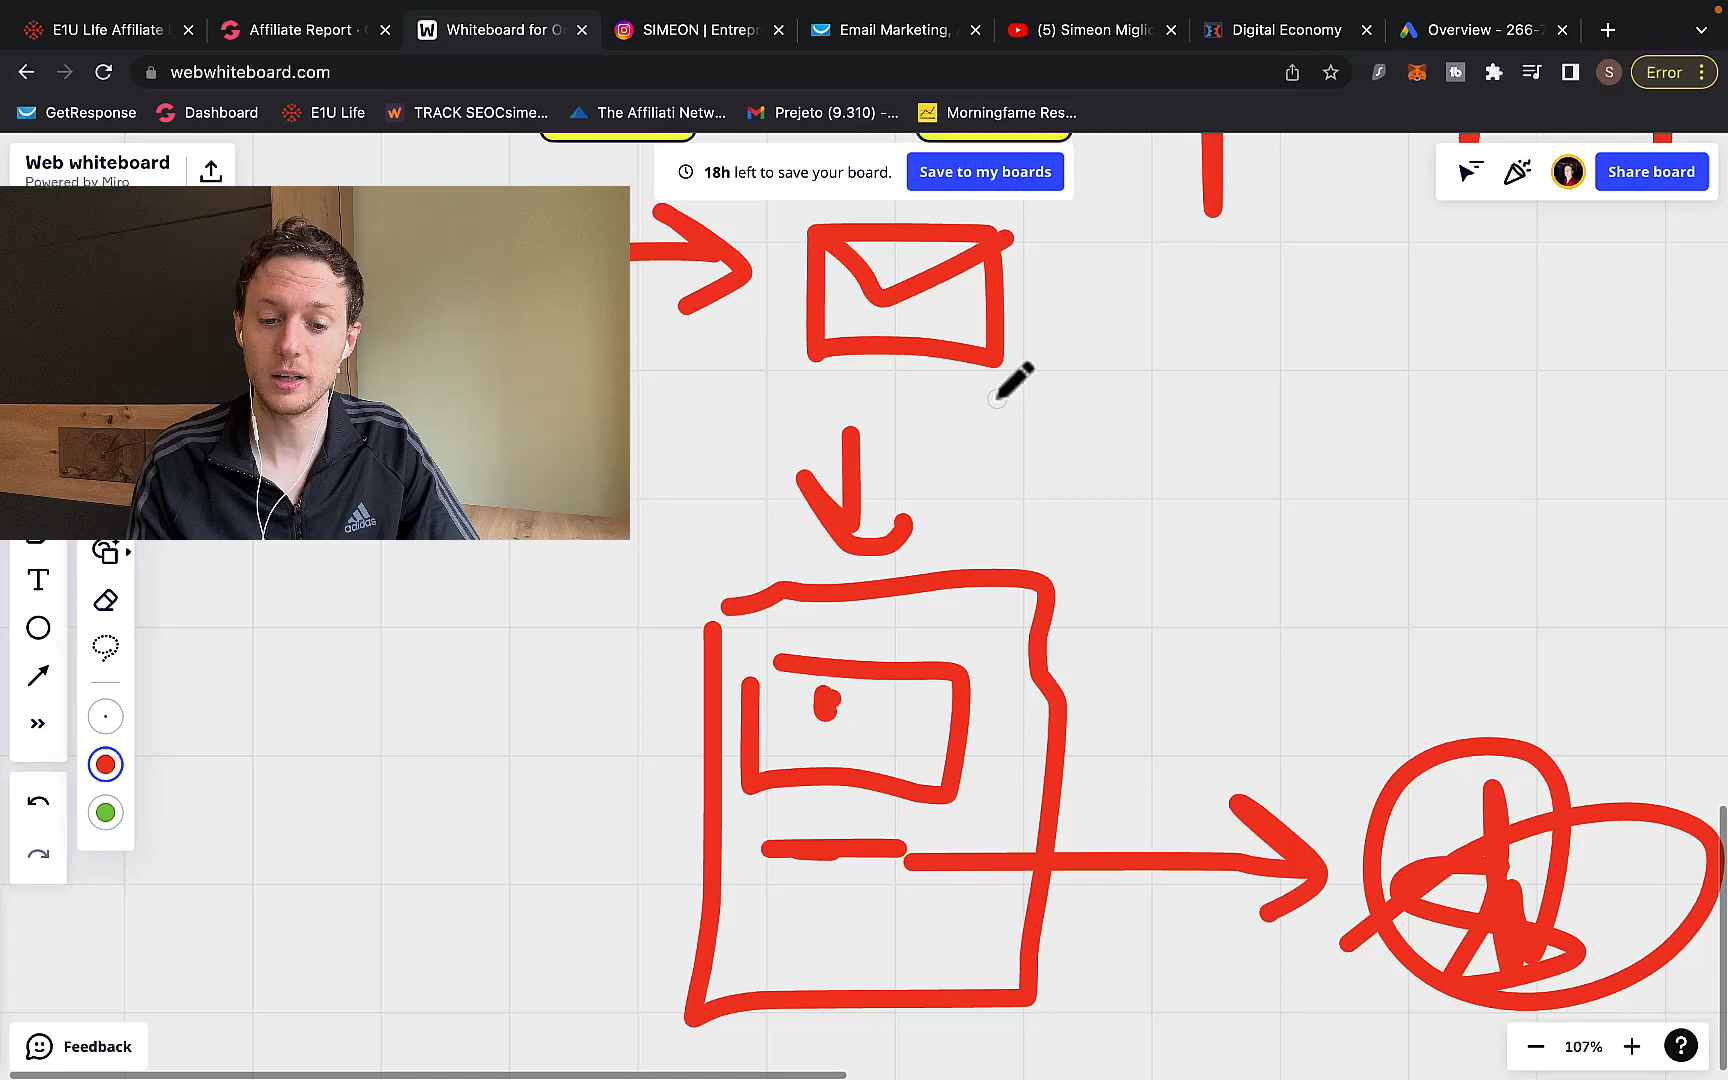 E1U LIfe Affiliate
Affiliate Report ·
Whiteboard for O
SIMEON | Entrepr
Email Marketing,
(5) Simeon Miglic
Digital Economy
Overview - 266-
webwhiteboard.com
S
Error
GetResponse
Dashboard
E1U Life
TRACK SEOCsime...
The Affiliati Netw...
Prejeto (9.310) -...
Morningfame Res...
Web whiteboard
Powered by Miro
18h left to save your board.
Save to my boards
Share board
adidas
T
Feedback
107%